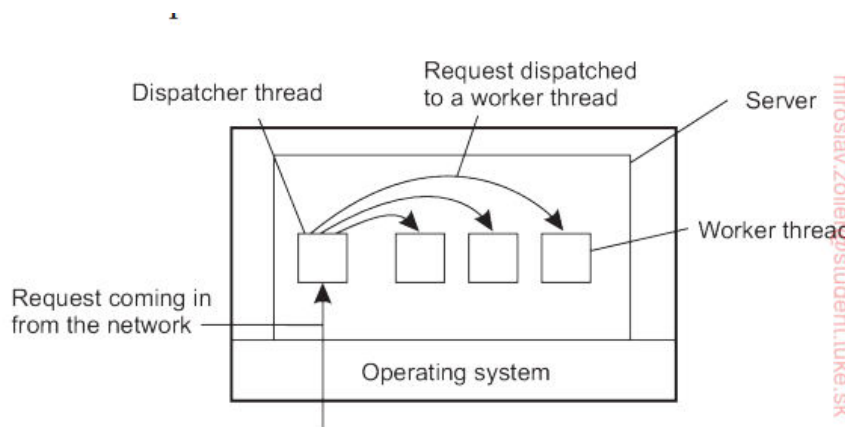 Request dispatched
to a worker thread
Dispatcher thread
Server
Worker thread
Request coming in
from the network
Operating system